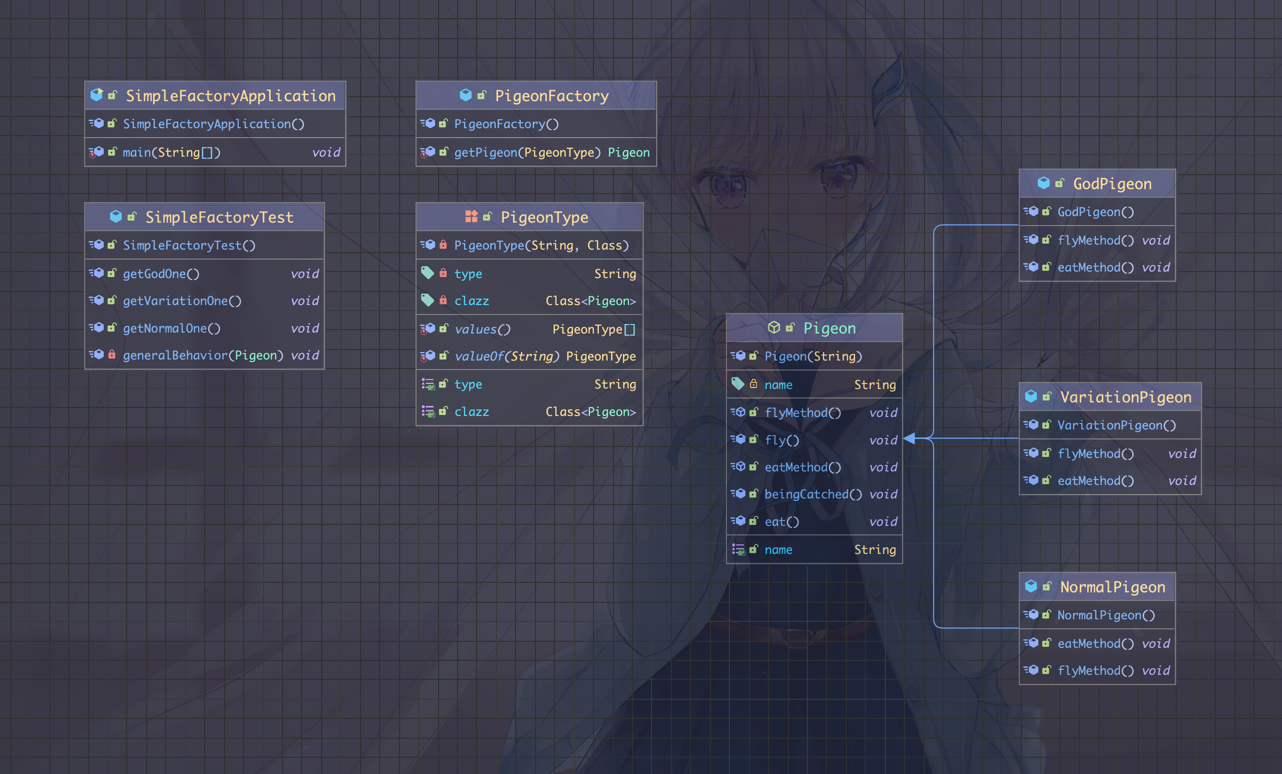 SimpleFactoryApplication
SimpleFactoryApplication()
main(String[]) void
SimpleFactoryTest
SimpleFactoryTest()
getGodOne() void
getVariationOne() void
getNormalOne() void
generalBehavior(Pigeon) void
PigeonFactory
PigeonFactory()
getPigeon(PigeonType) Pigeon
PigeonType
PigeonType(String, Class)
type String
clazz Class<Pigeon>
values() PigeonType[]
valueOf(String) PigeonType
type String
clazz Class<Pigeon>
Pigeon
Pigeon(String)
name String
flyMethod() void
fly() void
eatMethod() void
beingCatched() void
eat() void
name String
GodPigeon
GodPigeon()
flyMethod() void
eatMethod() void
VariationPigeon
VariationPigeon()
flyMethod() void
eatMethod() void
NormalPigeon
NormalPigeon()
eatMethod() void
flyMethod() void